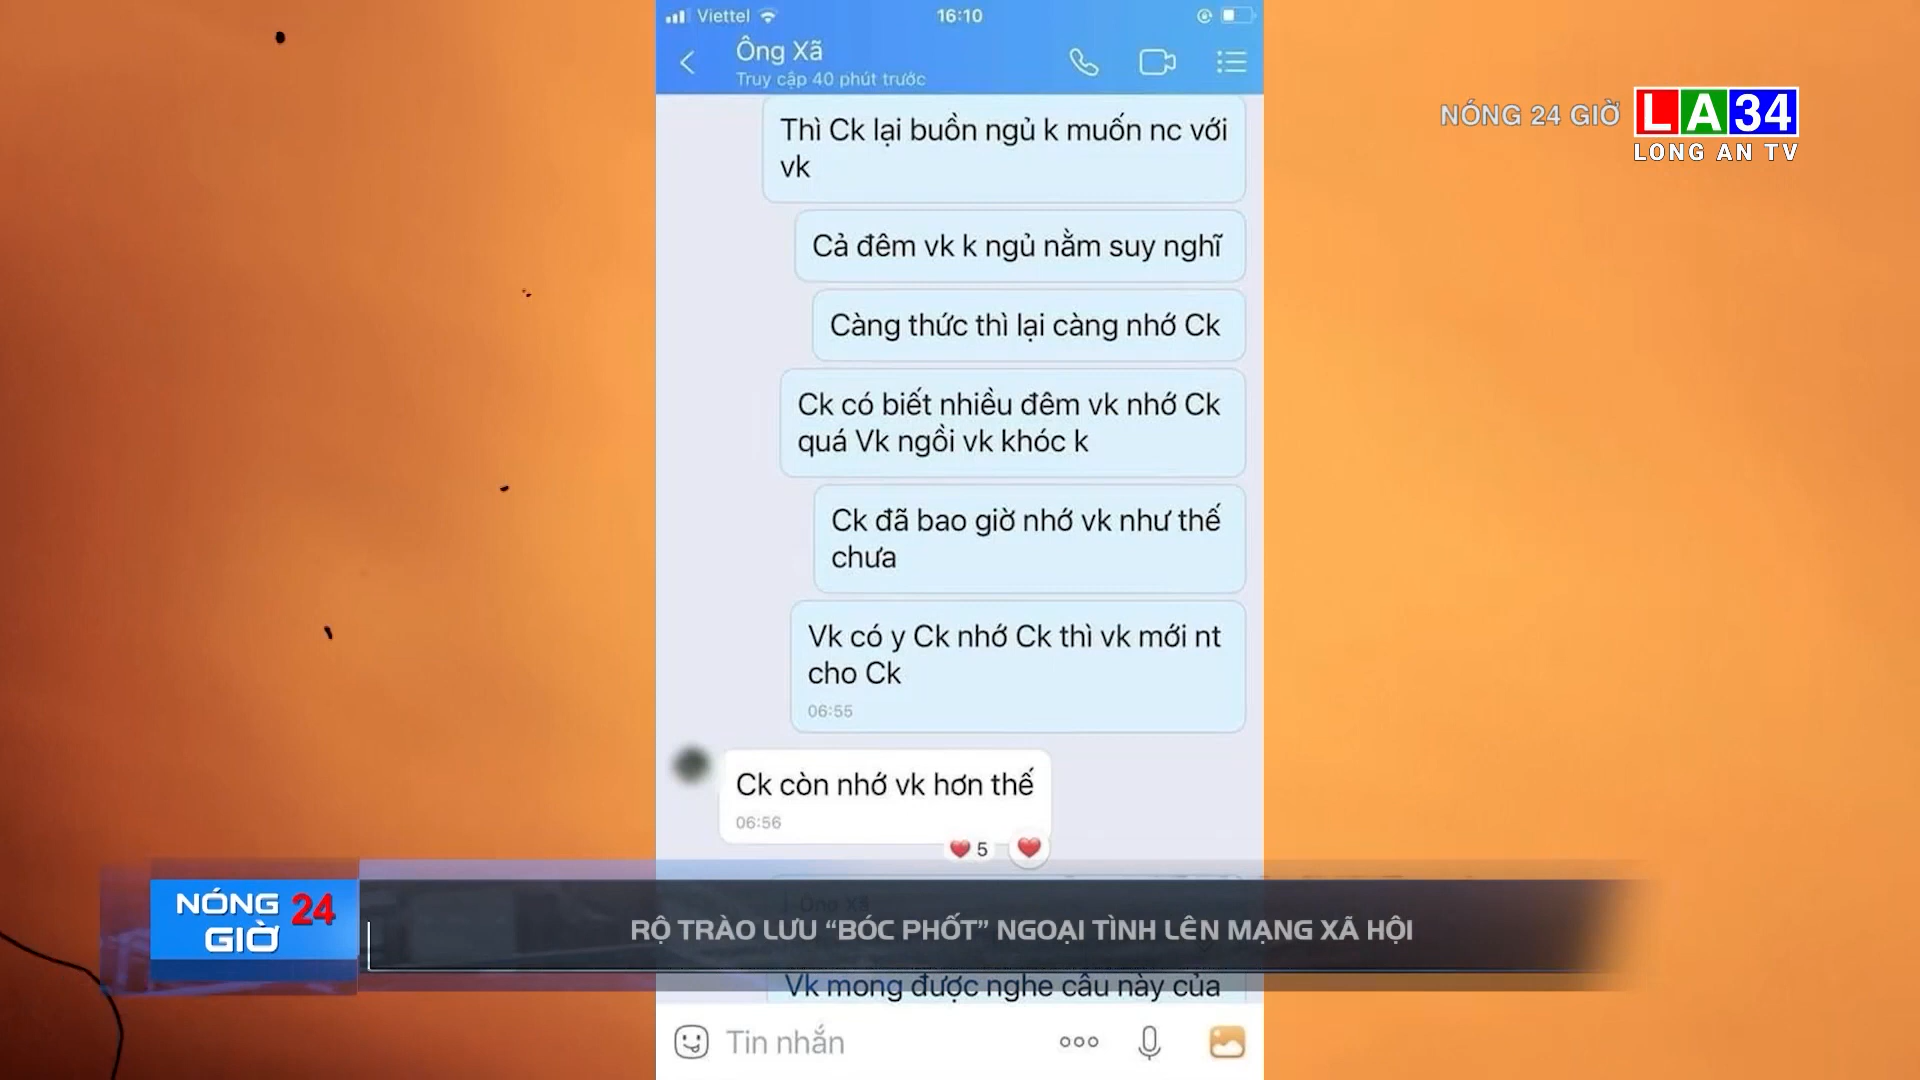 Viettel
16:10
Ông Xã
Truy cập 40 phút trước
NÓNG 24 GIỜ
LA34
LONG AN TV
Thì Ck lại buồn ngủ k muốn nc với
vk
Cả đêm vk k ngủ nằm suy nghĩ
Càng thức thì lại càng nhớ Ck
Ck có biết nhiều đêm vk nhớ Ck
quá Vk ngồi vk khóc k
Ck đã bao giờ nhớ vk như thế
chưa
Vk có y Ck nhớ Ck thì vk mới nt
cho Ck
06:55
Ck còn nhớ vk hơn thế
06:56
5
Ông Xã
NÓNG 24
GIỜ
RỘ TRÀO LƯU “BÓC PHỐT” NGOẠI TÌNH LÊN MẠNG XÃ HỘI
Vk mong được nghe câu này của
Tin nhắn